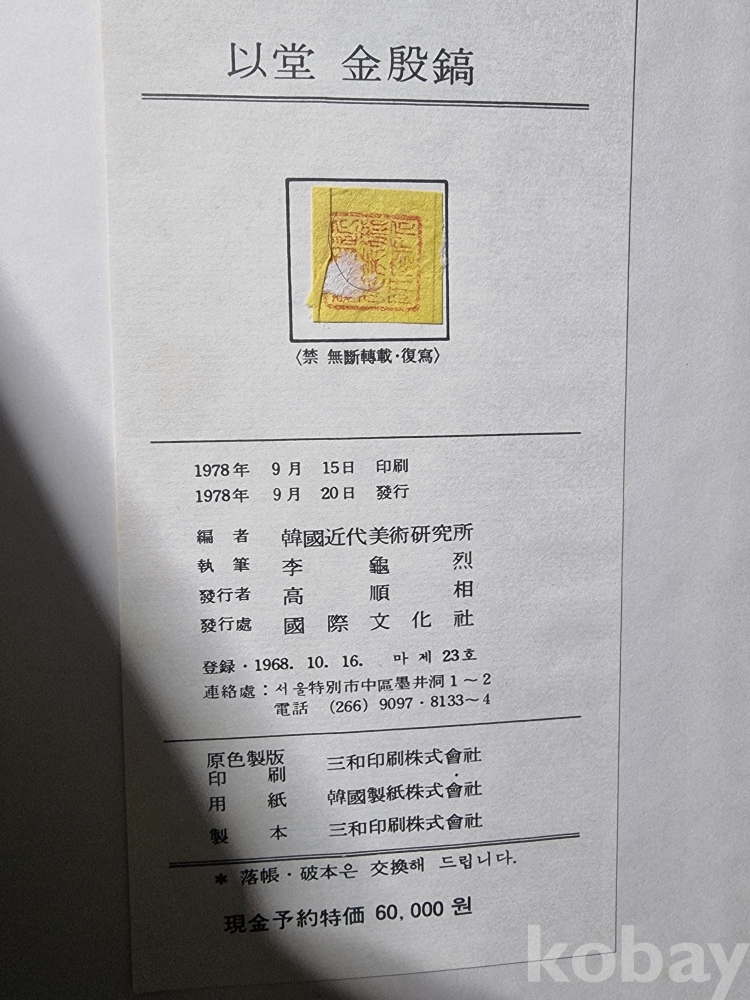 以堂 金殷鎬
〈禁 無斷轉載·復寫〉
1978年 9月 15日 印刷
1978年 9月 20日 發行
編者 韓國近代美術研究所
執筆 李龜烈
發行者 高順相
發行處 國際文化社
登録·1968. 10. 16. 마 제 23호
連絡處 : 서울特別市中區墨井洞 1～2
電話 (266) 9097·8133～4
原色製版
印刷 三和印刷株式會社
用紙 韓國製紙株式會社
製本 三和印刷株式會社
* 落帳·破本은 交換해 드립니다.
現金予約特価 60,000 원
kobay